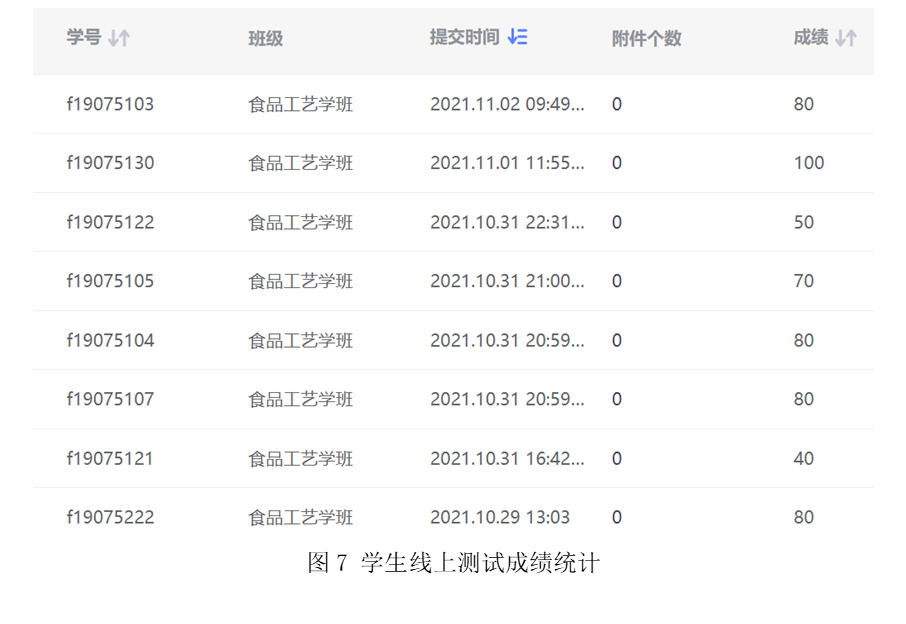 学号 班级 提交时间 附件个数 成绩
f19075103 食品工艺学班 2021.11.02 09:49... 0 80
f19075130 食品工艺学班 2021.11.01 11:55... 0 100
f19075122 食品工艺学班 2021.10.31 22:31... 0 50
f19075105 食品工艺学班 2021.10.31 21:00... 0 70
f19075104 食品工艺学班 2021.10.31 20:59... 0 80
f19075107 食品工艺学班 2021.10.31 20:59... 0 80
f19075121 食品工艺学班 2021.10.31 16:42... 0 40
f19075222 食品工艺学班 2021.10.29 13:03 0 80
图 7 学生线上测试成绩统计